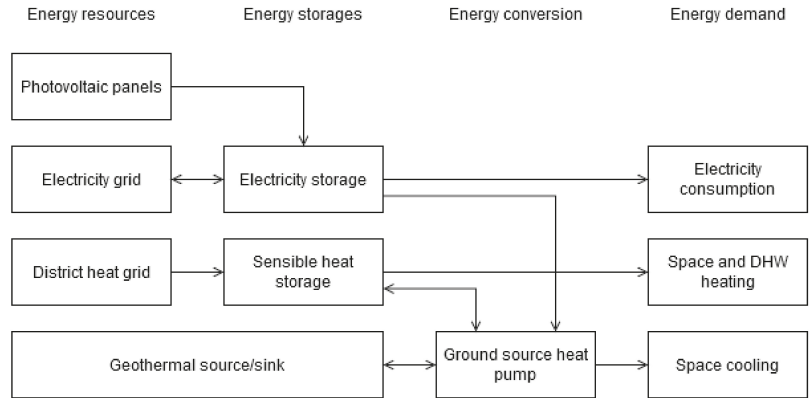 Energy resources
Energy storages
Energy conversion
Energy demand
Photovoltaic panels
Electricity grid
Electricity storage
Electricity
consumption
District heat grid
Sensible heat
storage
Space and DHW
heating
Geothermal source/sink
Ground source heat
pump
Space cooling